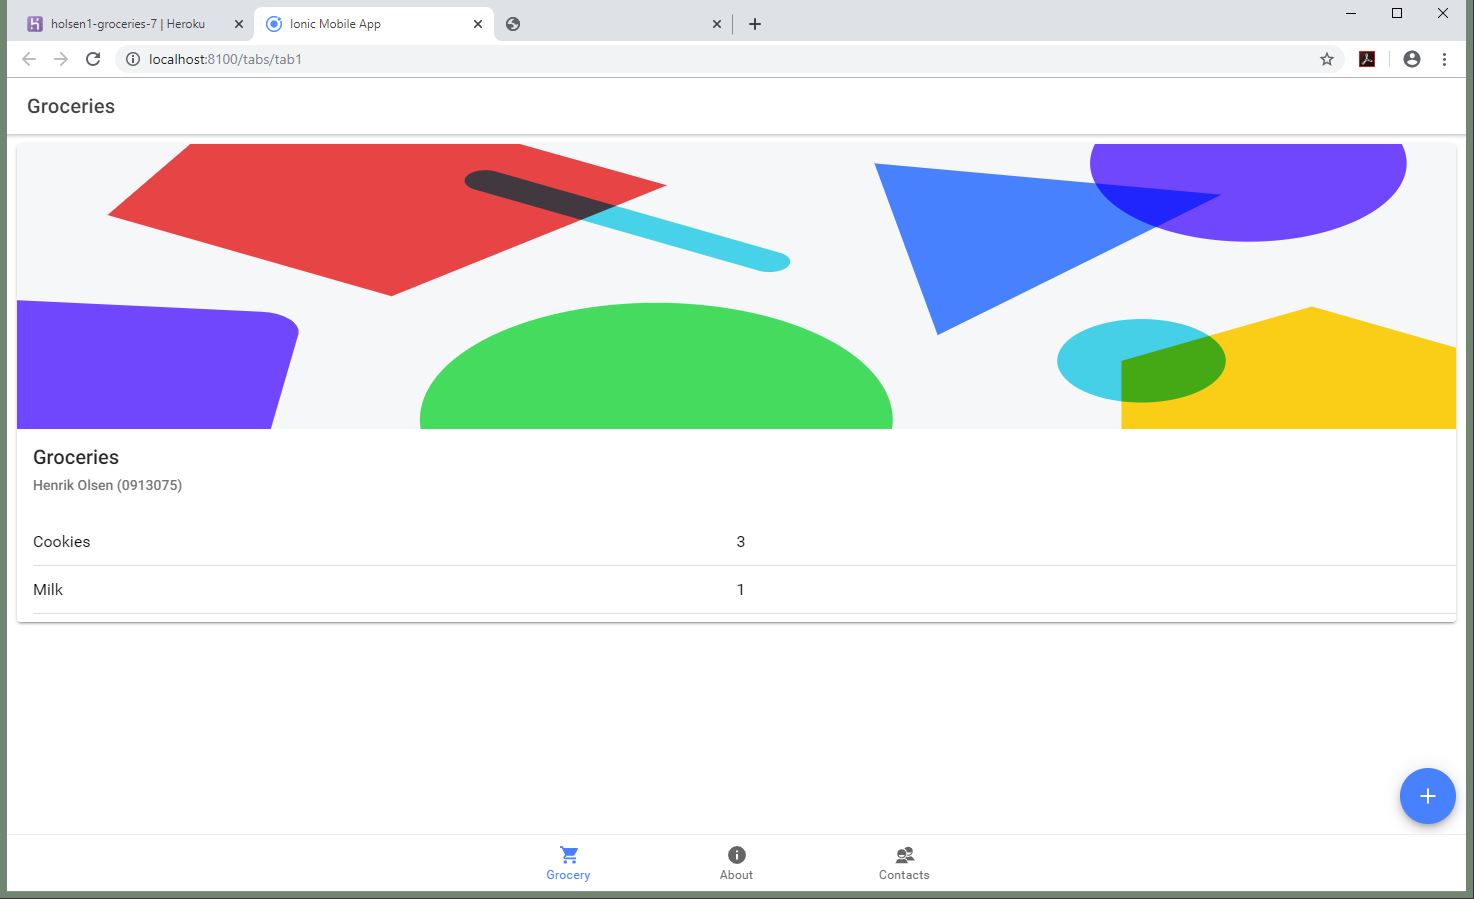 holsen1-groceries-7 | Heroku
Ionic Mobile App
localhost:8100/tabs/tab1
Groceries
Groceries
Henrik Olsen (0913075)
Cookies 3
Milk 1
Grocery About Contacts